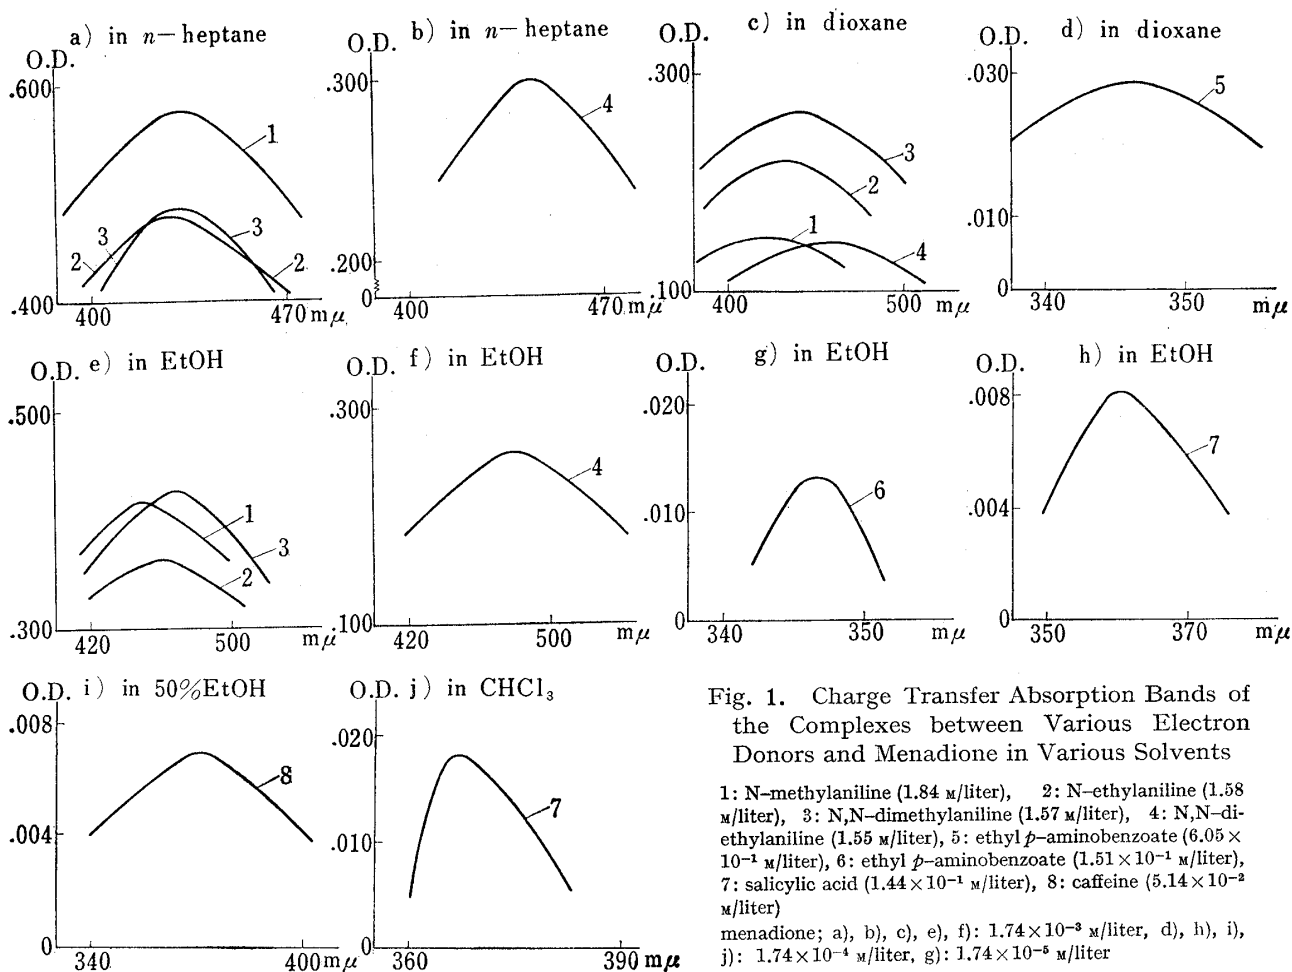 a) in n-heptane
O.D.
.600
.400
400
470 mμ
1
2
3
3
2
b) in n-heptane
O.D.
.300
.200
0
400
470 mμ
4
c) in dioxane
O.D.
.300
.100
400
500 mμ
3
2
1
4
d) in dioxane
O.D.
.030
.010
0
340
350
mμ
5
e) in EtOH
O.D.
.500
.300
420
500
mμ
1
3
2
f) in EtOH
O.D.
.300
.100
420
500
mμ
4
g) in EtOH
O.D.
.020
.010
0
340
350
mμ
6
h) in EtOH
O.D.
.008
.004
0
350
370
mμ
7
i) in 50%EtOH
O.D.
.008
.004
0
340
400 mμ
8
j) in CHCl₃
O.D.
.020
.010
0
360
390 mμ
7
Fig. 1. Charge Transfer Absorption Bands of
the Complexes between Various Electron
Donors and Menadione in Various Solvents
1: N-methylaniline (1.84 M/liter), 2: N-ethylaniline (1.58
M/liter), 3: N,N-dimethylaniline (1.57 M/liter), 4: N,N-di-
ethylaniline (1.55 M/liter), 5: ethyl p-aminobenzoate (6.05×
10⁻¹ M/liter), 6: ethyl p-aminobenzoate (1.51×10⁻¹ M/liter),
7: salicylic acid (1.44×10⁻¹ M/liter), 8: caffeine (5.14×10⁻²
M/liter)
menadione; a), b), c), e), f): 1.74×10⁻³ M/liter, d), h), i),
j): 1.74×10⁻⁴ M/liter, g): 1.74×10⁻⁵ M/liter